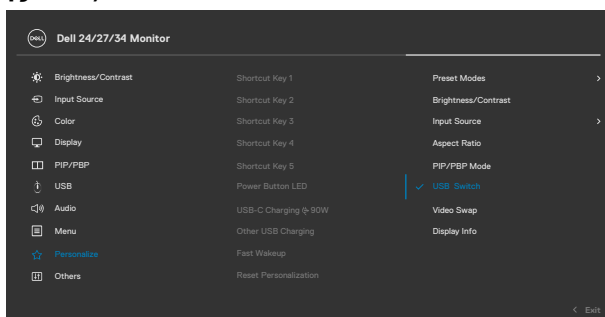 DELL Dell 24/27/34 Monitor
Brightness/Contrast Shortcut Key 1 Preset Modes >
Input Source Shortcut Key 2 Brightness/Contrast
Color Shortcut Key 3 Input Source >
Display Shortcut Key 4 Aspect Ratio
PIP/PBP Shortcut Key 5 PIP/PBP Mode
USB Power Button LED ✓ USB Switch
Audio USB-C Charging 90W Video Swap
Menu Other USB Charging Display Info
Personalize Fast Wakeup
Others Reset Personalization
< Exit